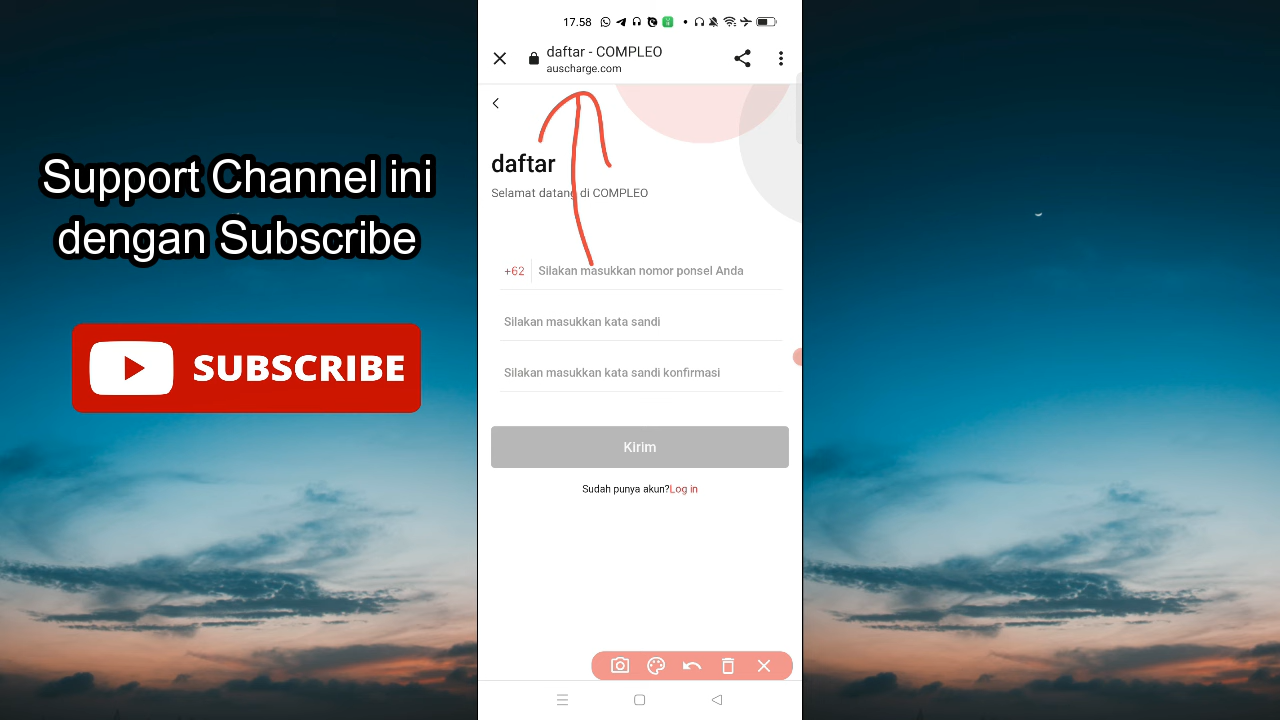 Support Channel ini
dengan Subscribe
SUBSCRIBE
17.58
daftar - COMPLEO
auscharge.com
daftar
Selamat datang di COMPLEO
+62 Silakan masukkan nomor ponsel Anda
Silakan masukkan kata sandi
Silakan masukkan kata sandi konfirmasi
Kirim
Sudah punya akun?Log in